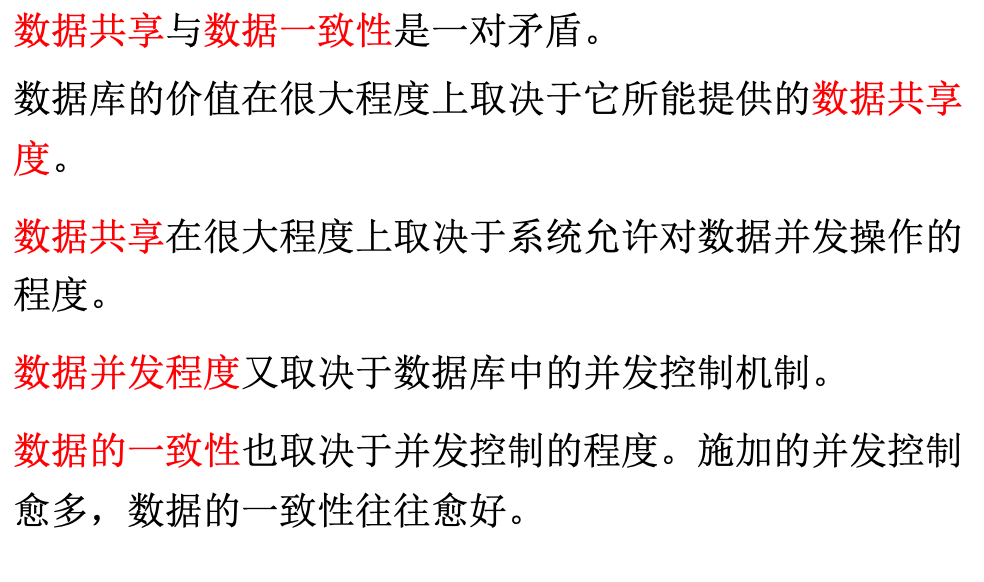 数据共享与数据一致性是一对矛盾。
数据库的价值在很大程度上取决于它所能提供的数据共享
度。
数据共享在很大程度上取决于系统允许对数据并发操作的
程度。
数据并发程度又取决于数据库中的并发控制机制。
数据的一致性也取决于并发控制的程度。施加的并发控制
愈多，数据的一致性往往愈好。